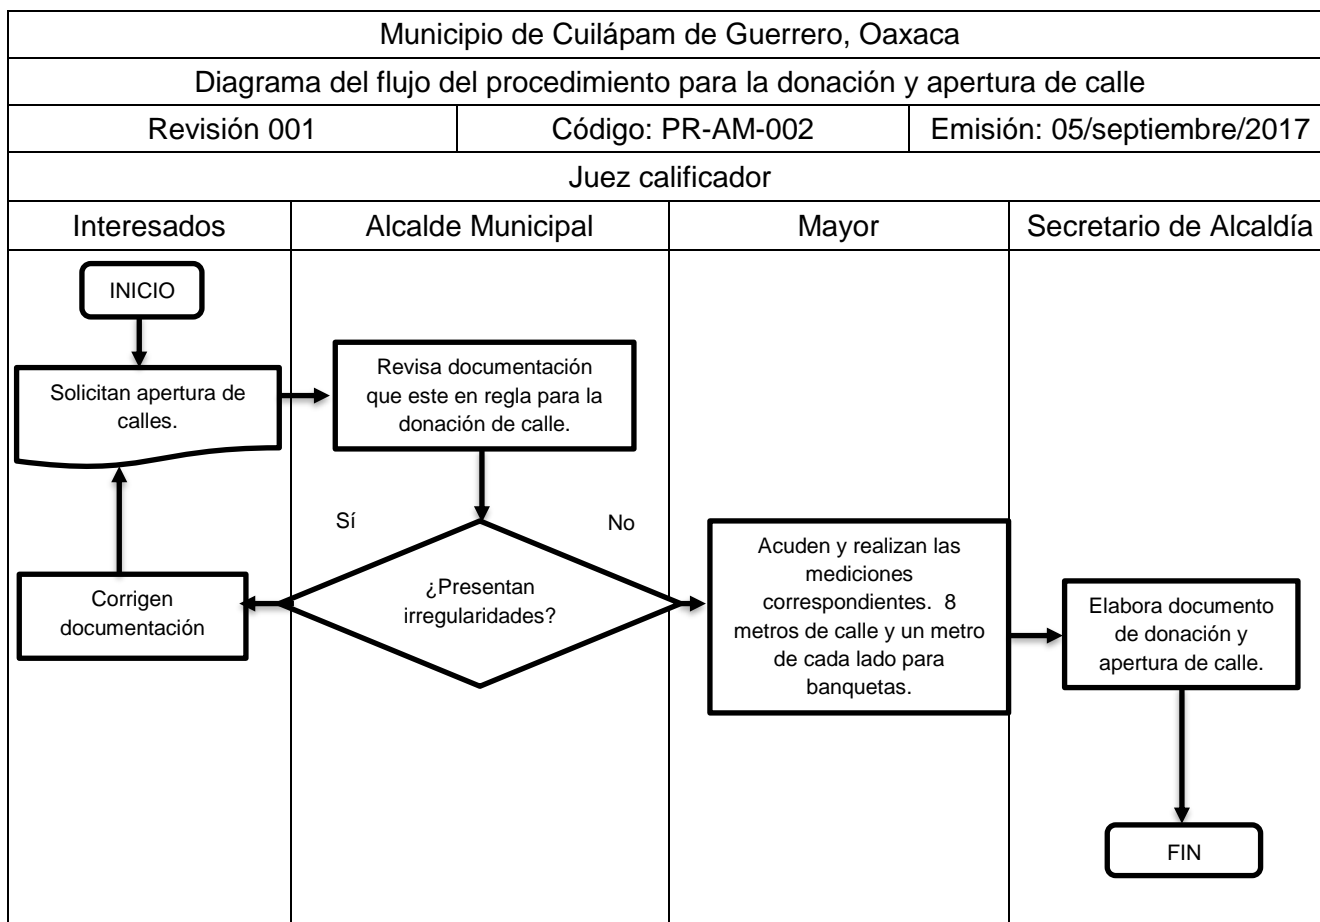 Municipio de Cuilápam de Guerrero, Oaxaca
Diagrama del flujo del procedimiento para la donación y apertura de calle
Revisión 001
Código: PR-AM-002
Emisión: 05/septiembre/2017
Juez calificador
Interesados
Alcalde Municipal
Mayor
Secretario de Alcaldía
INICIO
Solicitan apertura de
calles.
Revisa documentación
que este en regla para la
donación de calle.
Sí
No
¿Presentan
irregularidades?
Corrigen
documentación
Acuden y realizan las
mediciones
correspondientes. 8
metros de calle y un metro
de cada lado para
banquetas.
Elabora documento
de donación y
apertura de calle.
FIN